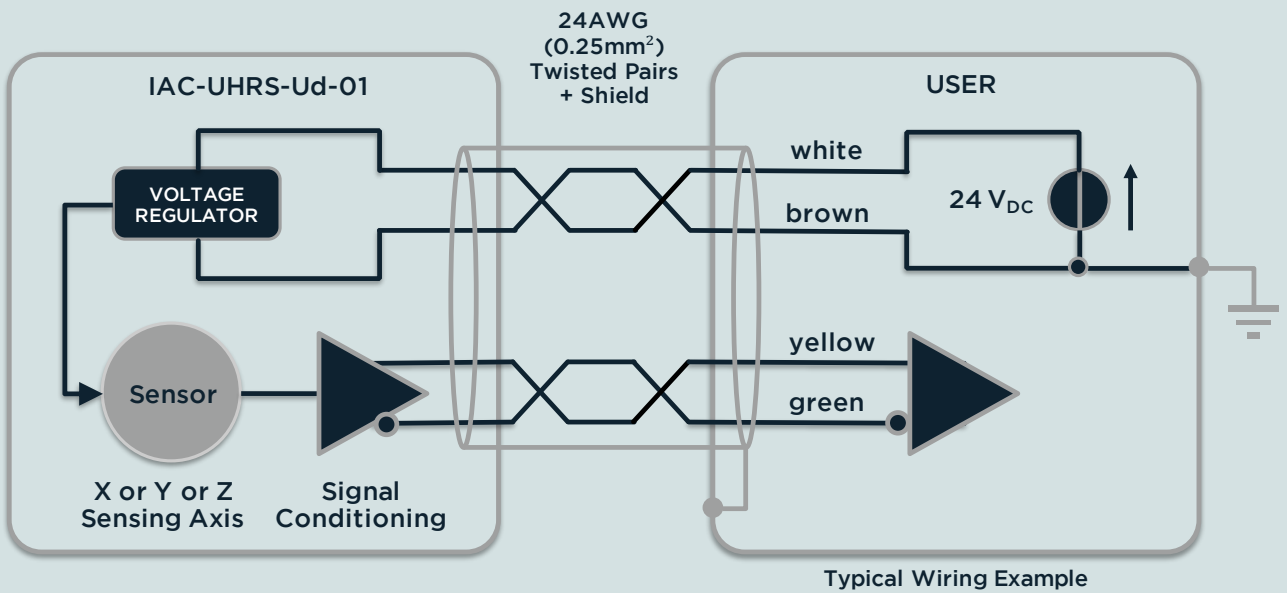 24AWG
(0.25mm²)
Twisted Pairs
+ Shield
IAC-UHRS-Ud-01
USER
VOLTAGE
REGULATOR
white
brown
24 V_DC
yellow
green
Sensor
X or Y or Z
Sensing Axis
Signal
Conditioning
Typical Wiring Example